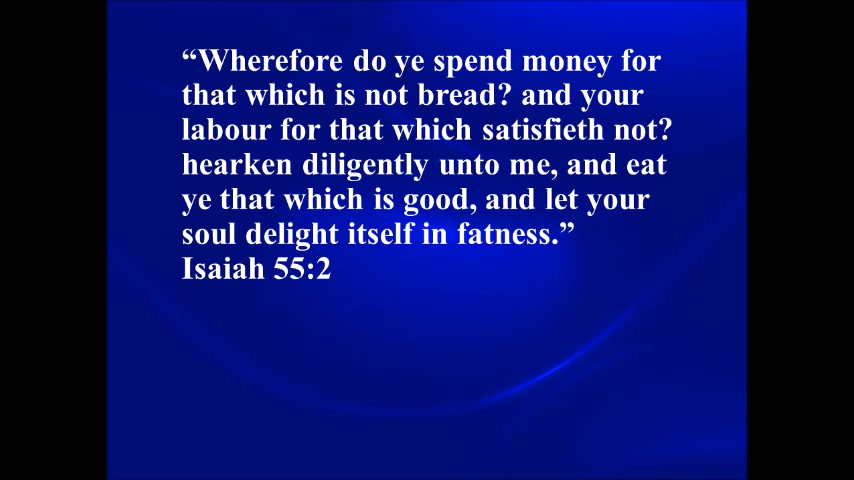 “Wherefore do ye spend money for
that which is not bread? and your
labour for that which satisfieth not?
hearken diligently unto me, and eat
ye that which is good, and let your
soul delight itself in fatness.”
Isaiah 55:2